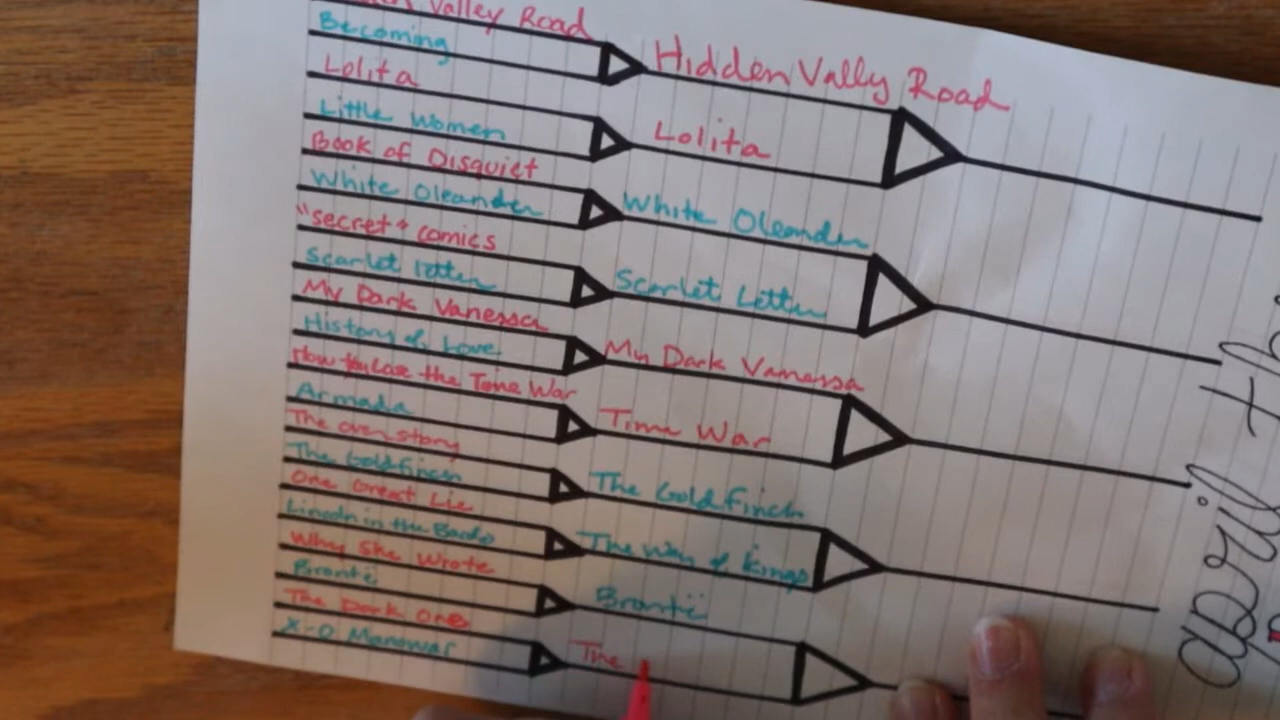 Valley Road
Becoming
Lolita
Little Women
Book of Disquiet
White Oleander
"secret" comics
Scarlet letter
My Dark Vanessa
History of Love
How You Lose the Time War
Armada
The overstory
The Goldfinch
One Great Lie
Lincoln in the Bardo
Why She Wrote
Brontë
The Dark One
X-O Manowar
Hidden Vally Road
Lolita
White Oleander
Scarlet Letter
My Dark Vanessa
Time War
The Goldfinch
The Way of Kings
Brontë
The
april